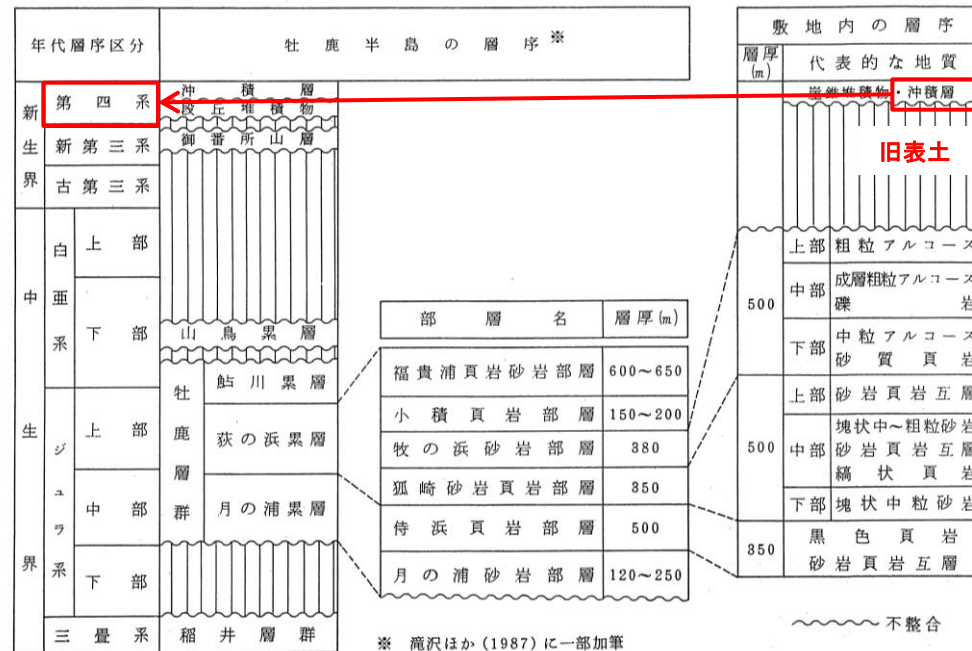 年代層序区分
牡鹿半島の層序※
敷地内の層序
層厚(m)
代表的な地質
新生界
第四系
沖積層
段丘堆積物
崖錐堆積物・沖積層
旧表土
新第三系
御番所山層
古第三系
中生界
白亜系
上部
下部
山鳥累層
ジュラ系
上部
中部
下部
牡鹿層群
鮎川累層
荻の浜累層
月の浦累層
三畳系
稲井層群
部層名
層厚(m)
福貴浦頁岩砂岩部層
600~650
小積頁岩部層
150~200
牧の浜砂岩部層
380
狐崎砂岩頁岩部層
350
侍浜頁岩部層
500
月の浦砂岩部層
120~250
500
上部
粗粒アルコース
中部
成層粗粒アルコース
礫岩
下部
中粒アルコース
砂質頁岩
500
上部
砂岩頁岩互層
中部
塊状中~粗粒砂岩
砂岩頁岩互層
縞状頁岩
下部
塊状中粒砂岩
350
黒色頁岩
砂岩頁岩互層
不整合
※ 滝沢ほか(1987)に一部加筆